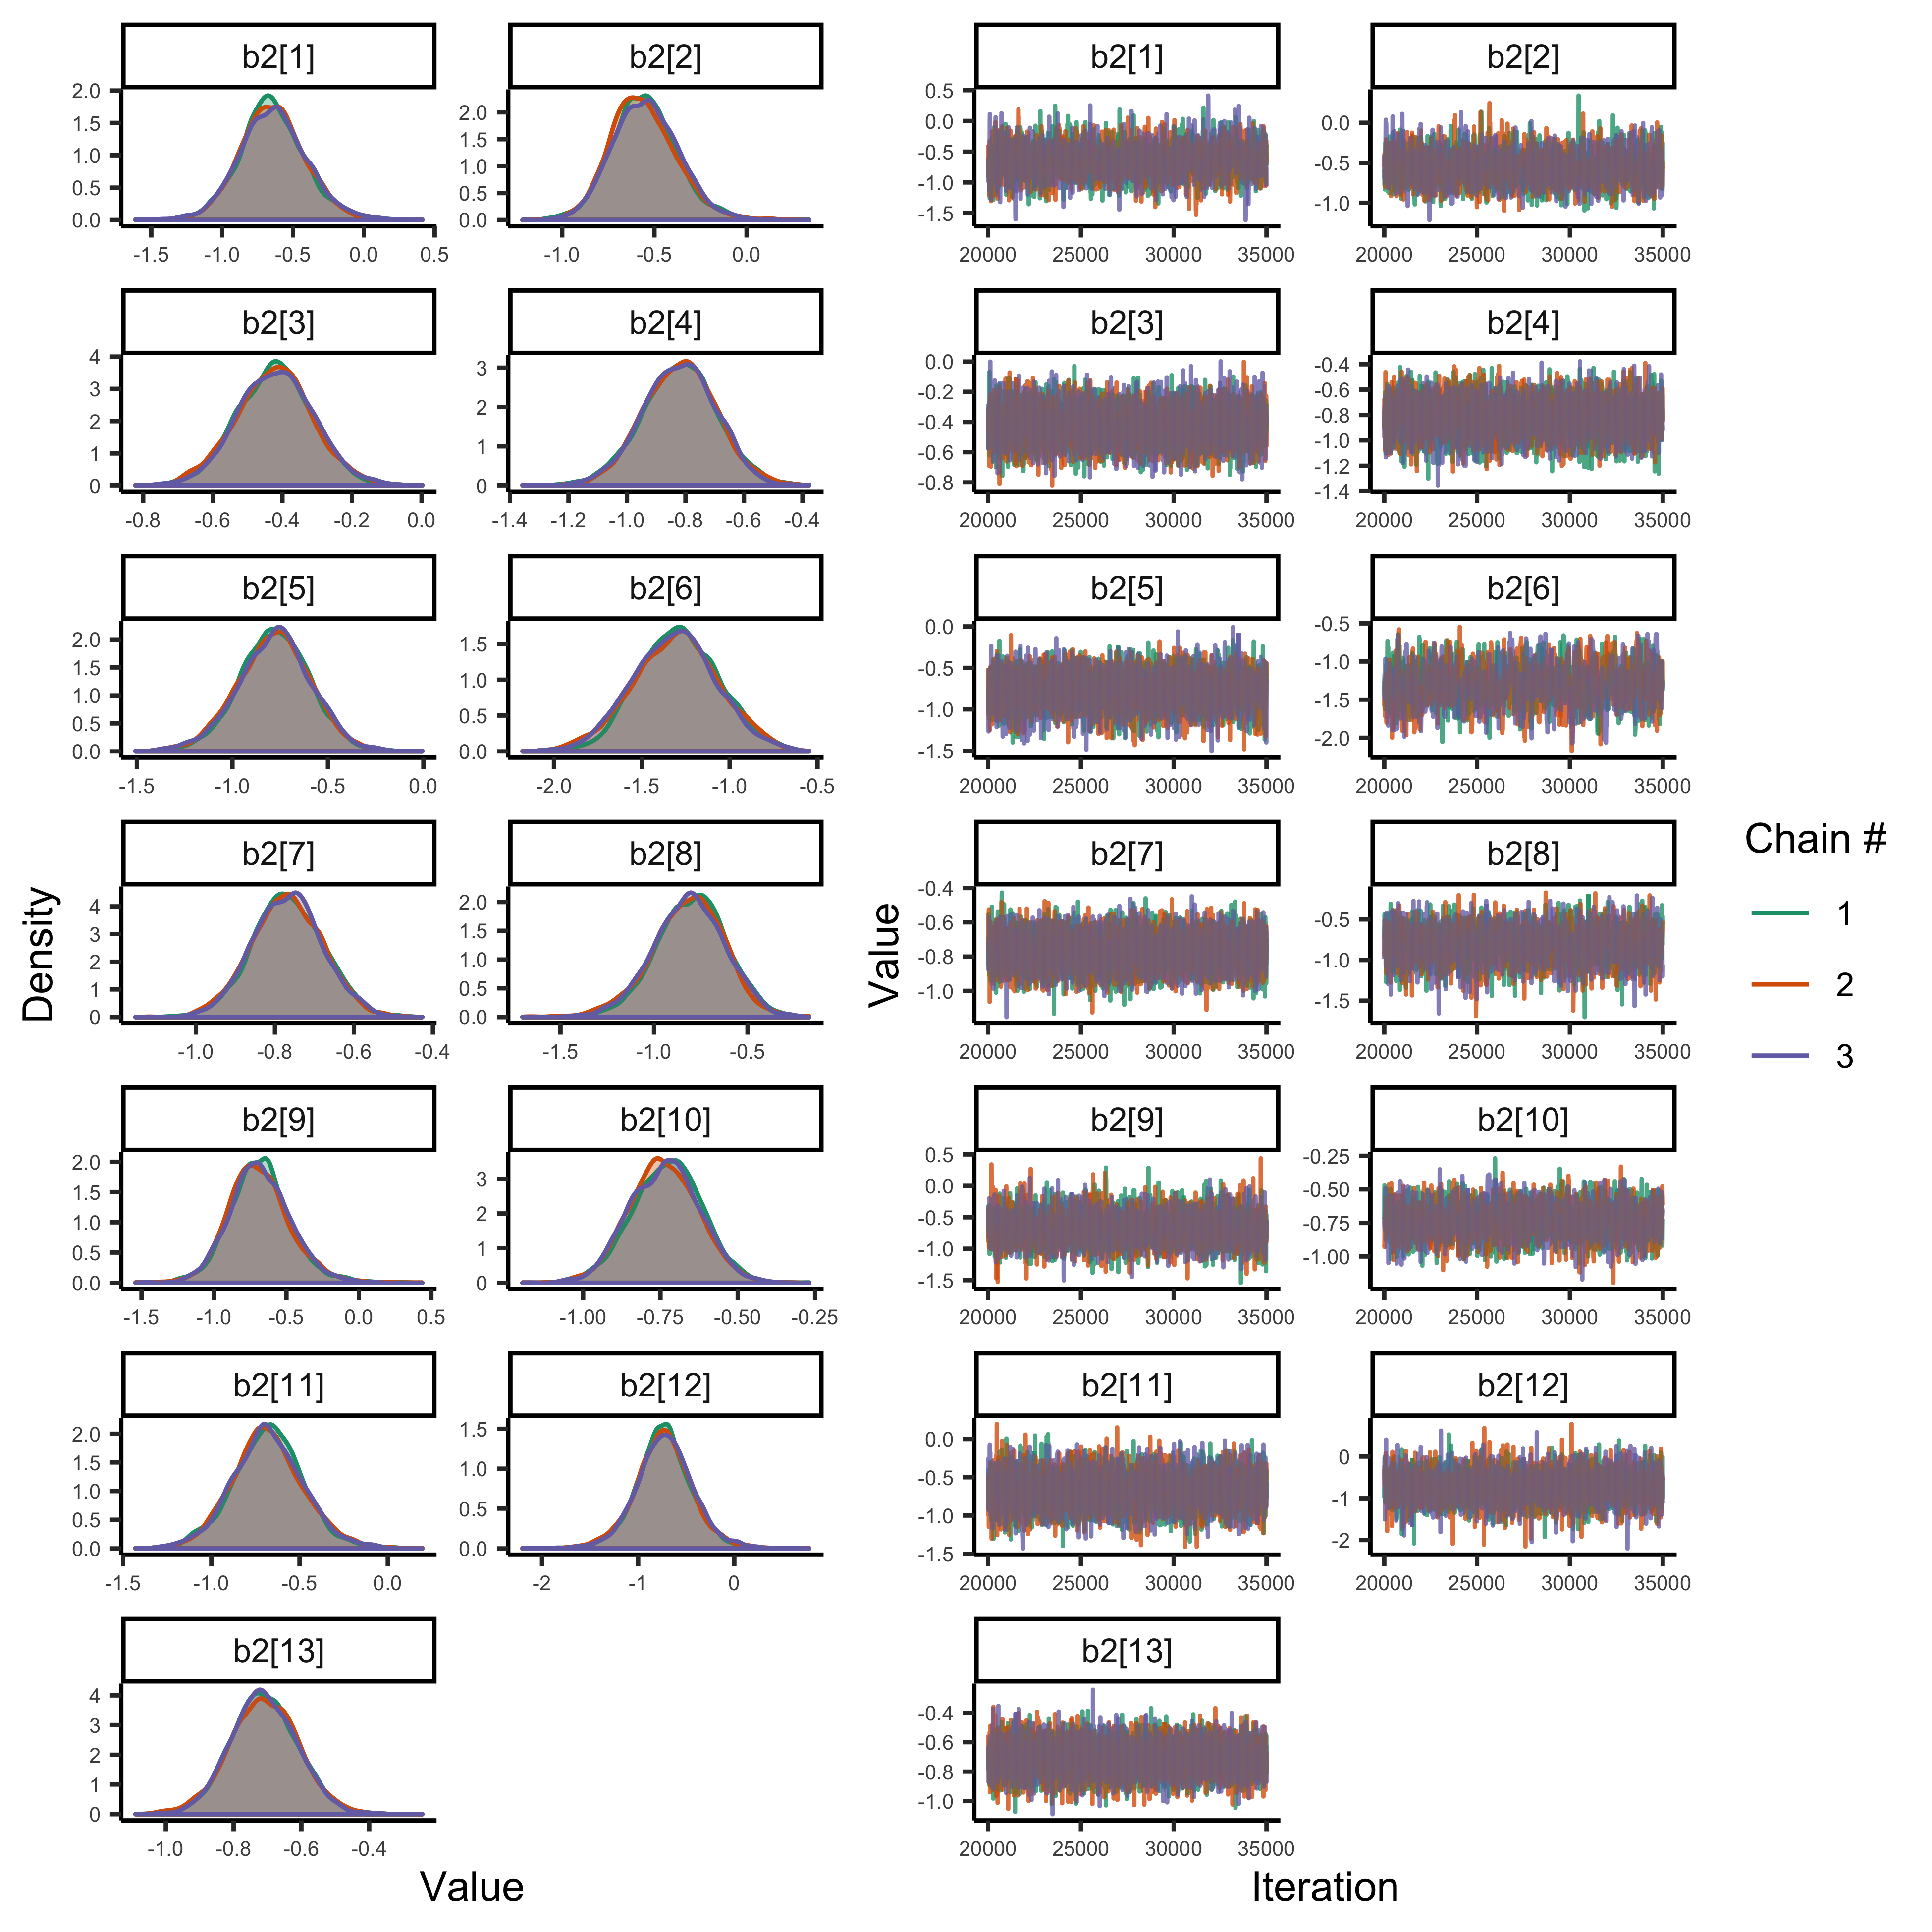 b2[1] b2[2] b2[1] b2[2]
2.0 1.5 1.0 0.5 0.0
2.0 1.5 1.0 0.5 0.0
0.5 0.0 -0.5 -1.0 -1.5
0.0 -0.5 -1.0
-1.5 -1.0 -0.5 0.0 0.5
-1.0 -0.5 0.0
20000 25000 30000 35000
20000 25000 30000 35000
b2[3] b2[4] b2[3] b2[4]
4 3 2 1 0
3 2 1 0
0.0 -0.2 -0.4 -0.6 -0.8
-0.4 -0.6 -0.8 -1.0 -1.2 -1.4
-0.8 -0.6 -0.4 -0.2 0.0
-1.4 -1.2 -1.0 -0.8 -0.6 -0.4
20000 25000 30000 35000
20000 25000 30000 35000
b2[5] b2[6] b2[5] b2[6]
2.0 1.5 1.0 0.5 0.0
1.5 1.0 0.5 0.0
0.0 -0.5 -1.0 -1.5
-0.5 -1.0 -1.5 -2.0
-1.5 -1.0 -0.5 0.0
-2.0 -1.5 -1.0 -0.5
20000 25000 30000 35000
20000 25000 30000 35000
b2[7] b2[8] b2[7] b2[8]
4 3 2 1 0
2.0 1.5 1.0 0.5 0.0
-0.4 -0.6 -0.8 -1.0
-0.5 -1.0 -1.5
-1.0 -0.8 -0.6 -0.4
-1.5 -1.0 -0.5
20000 25000 30000 35000
20000 25000 30000 35000
b2[9] b2[10] b2[9] b2[10]
2.0 1.5 1.0 0.5 0.0
3 2 1 0
0.5 0.0 -0.5 -1.0 -1.5
-0.25 -0.50 -0.75 -1.00
-1.5 -1.0 -0.5 0.0 0.5
-1.00 -0.75 -0.50 -0.25
20000 25000 30000 35000
20000 25000 30000 35000
b2[11] b2[12] b2[11] b2[12]
2.0 1.5 1.0 0.5 0.0
1.5 1.0 0.5 0.0
0.0 -0.5 -1.0 -1.5
0 -1 -2
-1.5 -1.0 -0.5 0.0
-2 -1 0
20000 25000 30000 35000
20000 25000 30000 35000
b2[13] b2[13]
4 3 2 1 0
-0.4 -0.6 -0.8 -1.0
-1.0 -0.8 -0.6 -0.4
20000 25000 30000 35000
Density
Value
Value
Iteration
Chain #
1
2
3